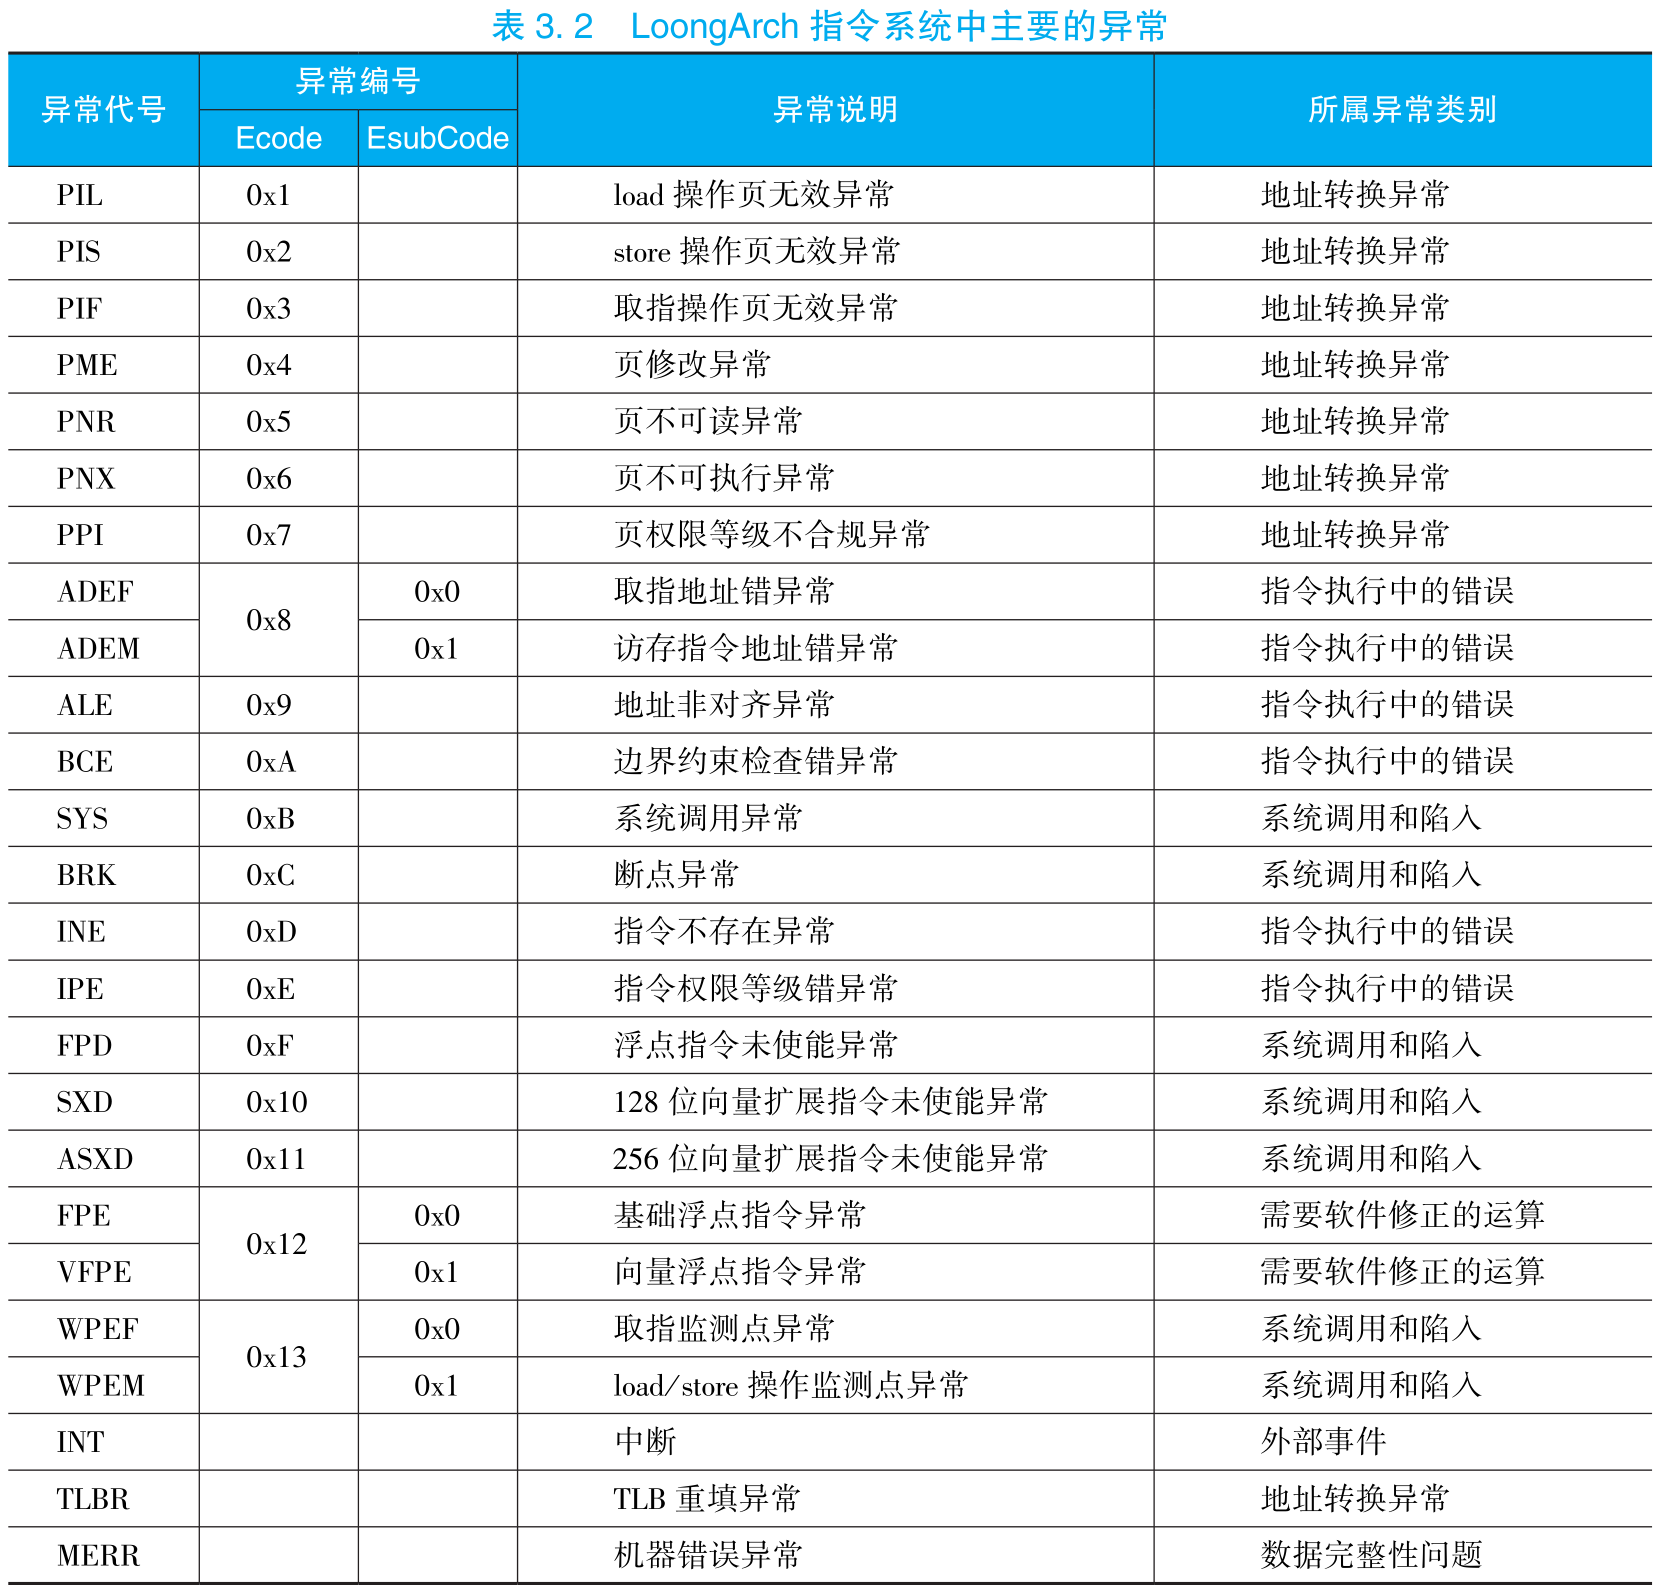 表 3. 2 LoongArch 指令系统中主要的异常
异常代号 异常编号 异常说明 所属异常类别
Ecode EsubCode
PIL 0x1 load 操作页无效异常 地址转换异常
PIS 0x2 store 操作页无效异常 地址转换异常
PIF 0x3 取指操作页无效异常 地址转换异常
PME 0x4 页修改异常 地址转换异常
PNR 0x5 页不可读异常 地址转换异常
PNX 0x6 页不可执行异常 地址转换异常
PPI 0x7 页权限等级不合规异常 地址转换异常
ADEF 0x8 0x0 取指地址错异常 指令执行中的错误
ADEM 0x1 访存指令地址错异常 指令执行中的错误
ALE 0x9 地址非对齐异常 指令执行中的错误
BCE 0xA 边界约束检查错异常 指令执行中的错误
SYS 0xB 系统调用异常 系统调用和陷入
BRK 0xC 断点异常 系统调用和陷入
INE 0xD 指令不存在异常 指令执行中的错误
IPE 0xE 指令权限等级错异常 指令执行中的错误
FPD 0xF 浮点指令未使能异常 系统调用和陷入
SXD 0x10 128 位向量扩展指令未使能异常 系统调用和陷入
ASXD 0x11 256 位向量扩展指令未使能异常 系统调用和陷入
FPE 0x12 0x0 基础浮点指令异常 需要软件修正的运算
VFPE 0x1 向量浮点指令异常 需要软件修正的运算
WPEF 0x13 0x0 取指监测点异常 系统调用和陷入
WPEM 0x1 load/store 操作监测点异常 系统调用和陷入
INT 中断 外部事件
TLBR TLB 重填异常 地址转换异常
MERR 机器错误异常 数据完整性问题